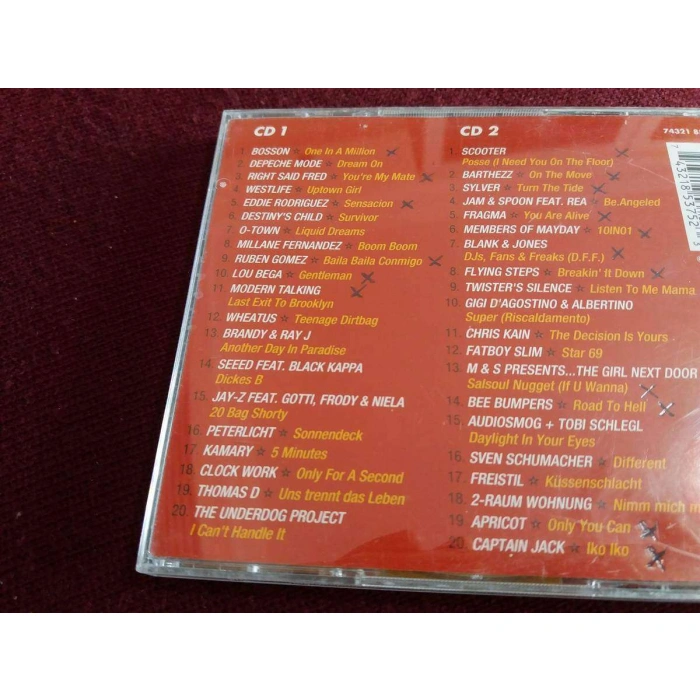 CD 1
1. BOSSON ☆ One In A Million
2. DEPECHE MODE ☆ Dream On
3. RIGHT SAID FRED ☆ You're My Mate
4. WESTLIFE ☆ Uptown Girl
5. EDDIE RODRIGUEZ ☆ Sensacion
6. DESTINY'S CHILD ☆ Survivor
7. O-TOWN ☆ Liquid Dreams
8. MILLANE FERNANDEZ ☆ Boom Boom
9. RUBEN GOMEZ ☆ Baila Baila Conmigo
10. LOU BEGA ☆ Gentleman
11. MODERN TALKING
Last Exit To Brooklyn
12. WHEATUS ☆ Teenage Dirtbag
13. BRANDY & RAY J
Another Day In Paradise
14. SEEED FEAT. BLACK KAPPA
Dickes B
15. JAY-Z FEAT. GOTTI, FRODY & NIELA
20 Bag Shorty
16. PETERLICHT ☆ Sonnendeck
17. KAMARY ☆ 5 Minutes
18. CLOCK WORK ☆ Only For A Second
19. THOMAS D ☆ Uns trennt das Leben
20. THE UNDERDOG PROJECT
I Can't Handle It
CD 2
1. SCOOTER
Posse (I Need You On The Floor)
2. BARTHEZZ ☆ On The Move
3. SYLVER ☆ Turn The Tide
4. JAM & SPOON FEAT. REA ☆ Be.Angeled
5. FRAGMA ☆ You Are Alive
6. MEMBERS OF MAYDAY ☆ 10IN01
7. BLANK & JONES
DJs, Fans & Freaks (D.F.F.)
8. FLYING STEPS ☆ Breakin' It Down
9. TWISTER'S SILENCE ☆ Listen To Me Mama
10. GIGI D'AGOSTINO & ALBERTINO
Super (Riscaldamento)
11. CHRIS KAIN ☆ The Decision Is Yours
12. FATBOY SLIM ☆ Star 69
13. M & S PRESENTS...THE GIRL NEXT DOOR
Salsoul Nugget (If U Wanna)
14. BEE BUMPERS ☆ Road To Hell
15. AUDIOSMOG + TOBI SCHLEGL
Daylight In Your Eyes
16. SVEN SCHUMACHER ☆ Different
17. FREISTIL ☆ Küssenschlacht
18. 2-RAUM WOHNUNG ☆ Nimm mich m
19. APRICOT ☆ Only You Can
20. CAPTAIN JACK ☆ Iko Iko
74321
7 43218 53752